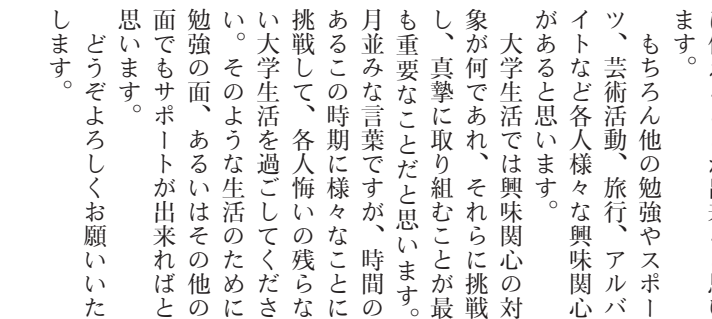 ます。
もちろん他の勉強やスポー
ツ、芸術活動、旅行、アルバ
イトなど各人様々な興味関心
があると思います。
大学生活では興味関心の対
象が何であれ、それらに挑戦
し、真摯に取り組むことが最
も重要なことだと思います。
月並みな言葉ですが、時間の
あるこの時期に様々なことに
挑戦して、各人悔いの残らな
い大学生活を過ごしてくださ
い。そのような生活のために
勉強の面、あるいはその他の
面でもサポートが出来ればと
思います。
どうぞよろしくお願いいた
します。